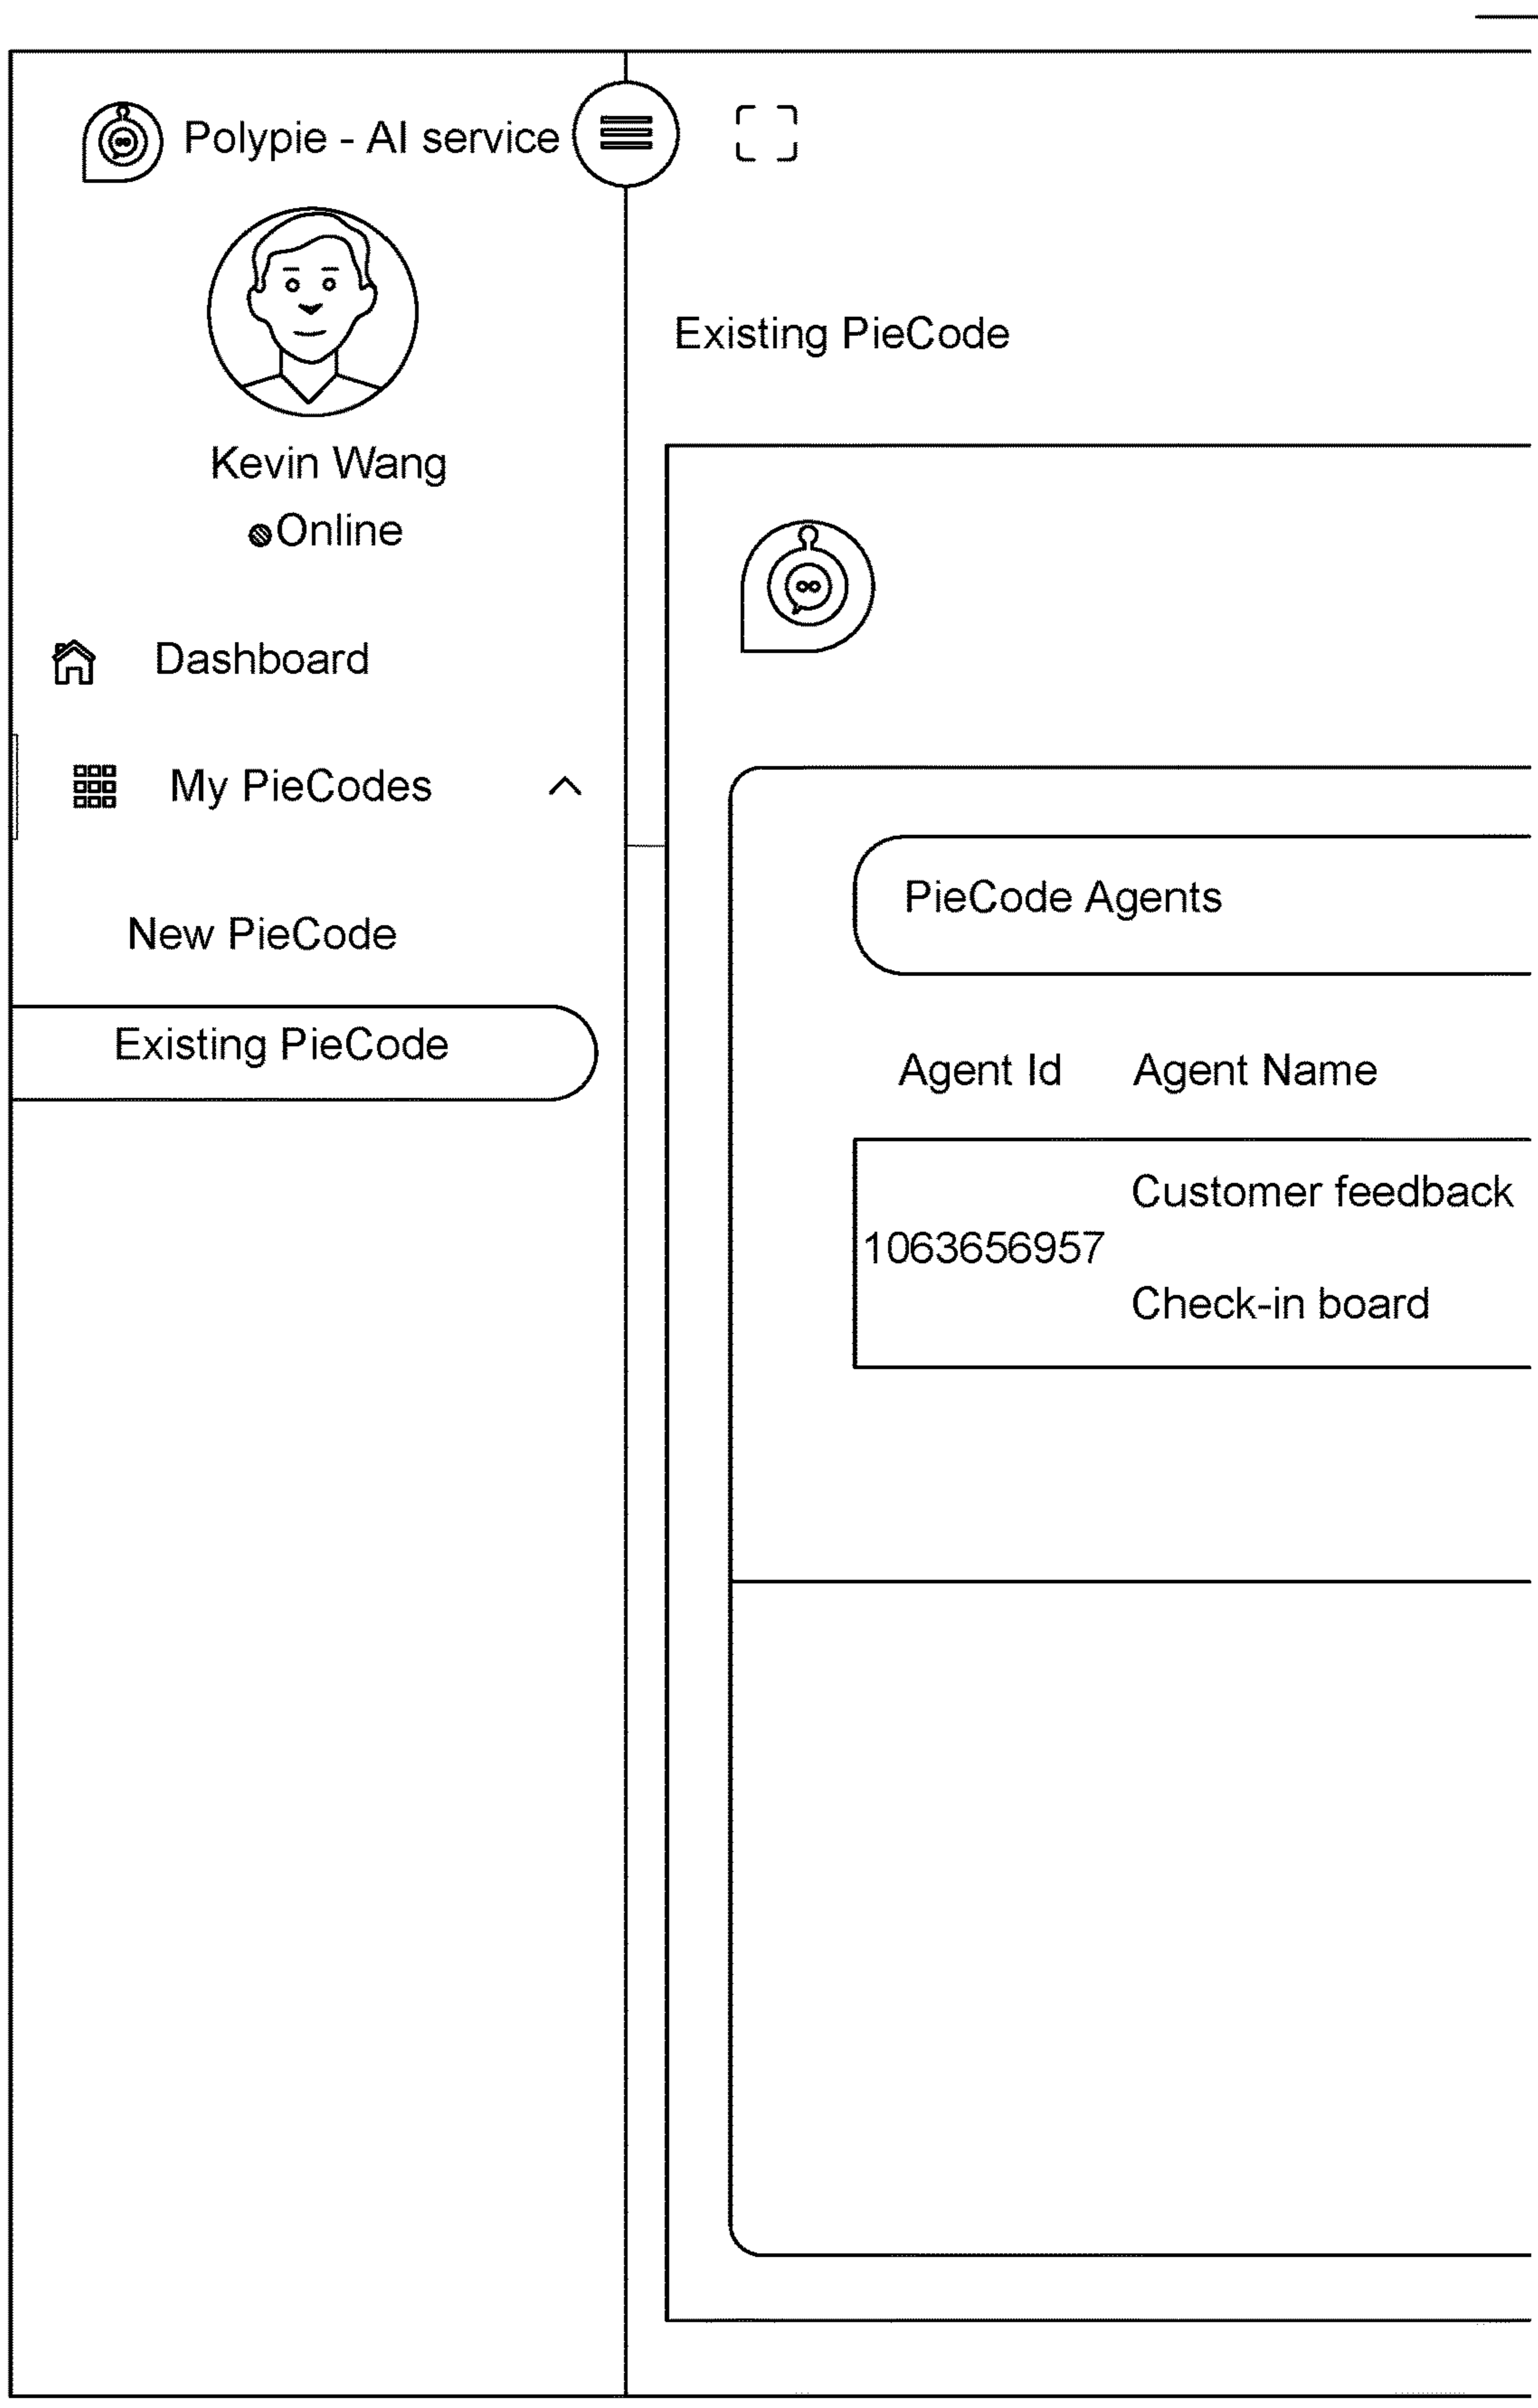 Polypie - AI service
Kevin Wang
Online
Dashboard
My PieCodes
New PieCode
Existing PieCode
Existing PieCode
PieCode Agents
Agent Id Agent Name
Customer feedback
1063656957
Check-in board